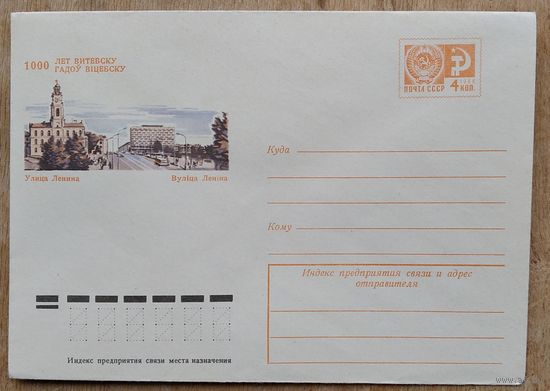 1000 ЛЕТ ВИТЕБСКУ
ГАДОЎ ВІЦЕБСКУ
Улица Ленина
Вуліца Леніна
1966
ПОЧТА СССР
4 КОП.
Куда
Кому
Индекс предприятия связи и адрес
отправителя
Индекс предприятия связи места назначения